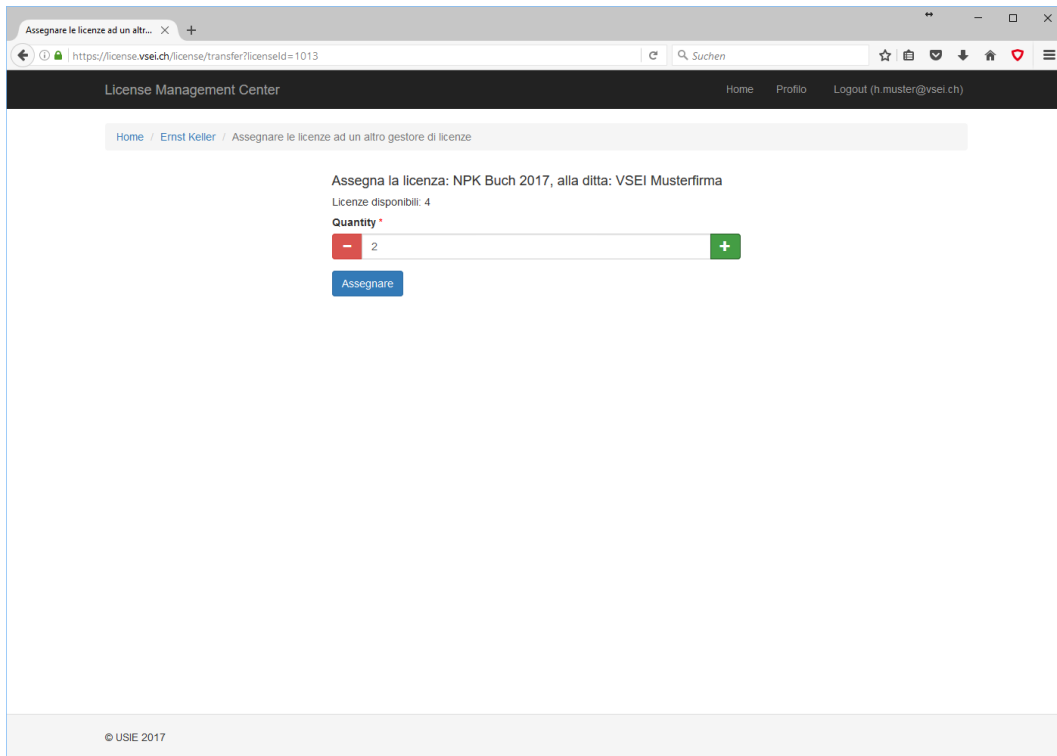 Assegnare le licenze ad un altr...
https://license.vsei.ch/license/transfer?licenseId=1013
Suchen
License Management Center
Home Profilo Logout (h.muster@vsei.ch)
Home / Ernst Keller / Assegnare le licenze ad un altro gestore di licenze
Assegna la licenza: NPK Buch 2017, alla ditta: VSEI Musterfirma
Licenze disponibili: 4
Quantity *
2
Assegnare
© USIE 2017